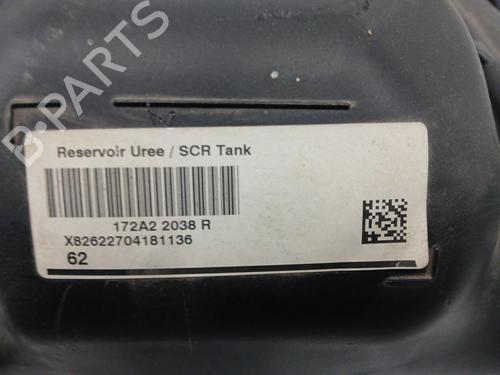 B-PARTS
Reservoir Uree / SCR Tank
172A2 2038 R
X82622704181136
62